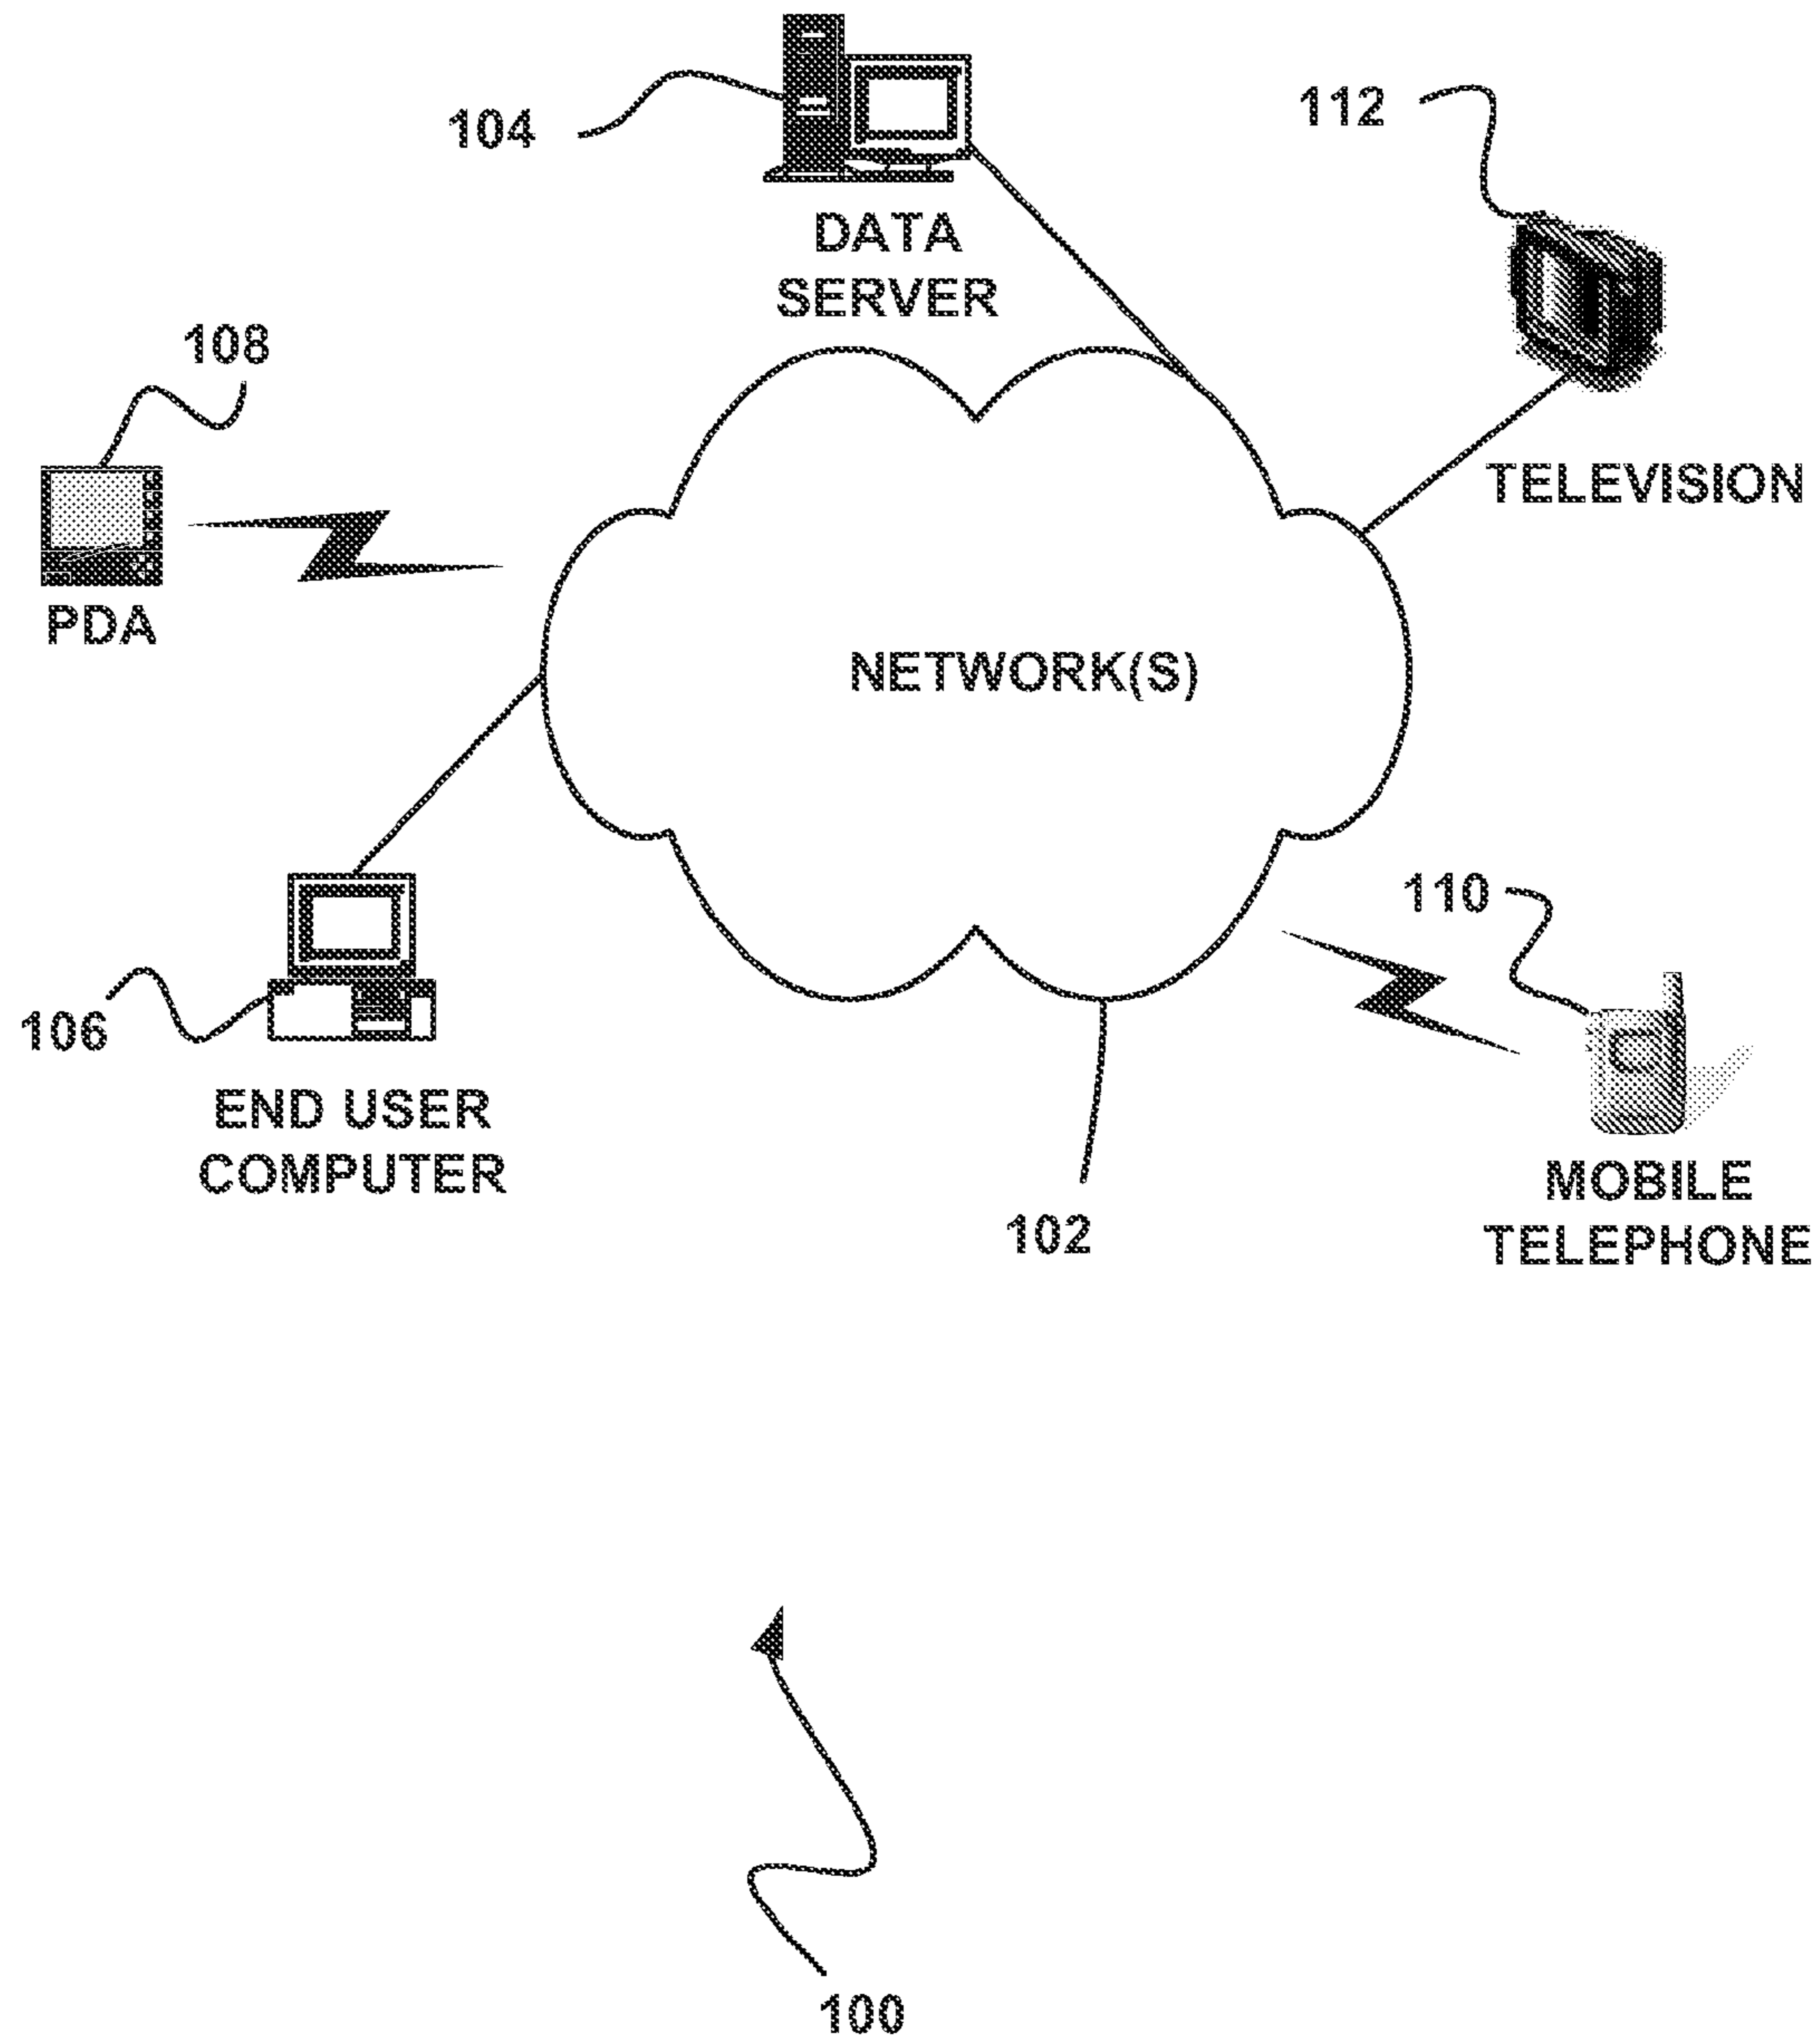 104
112
DATA
SERVER
108
TELEVISION
PDA
NETWORK(S)
110
106
END USER
COMPUTER
MOBILE
TELEPHONE
102
100